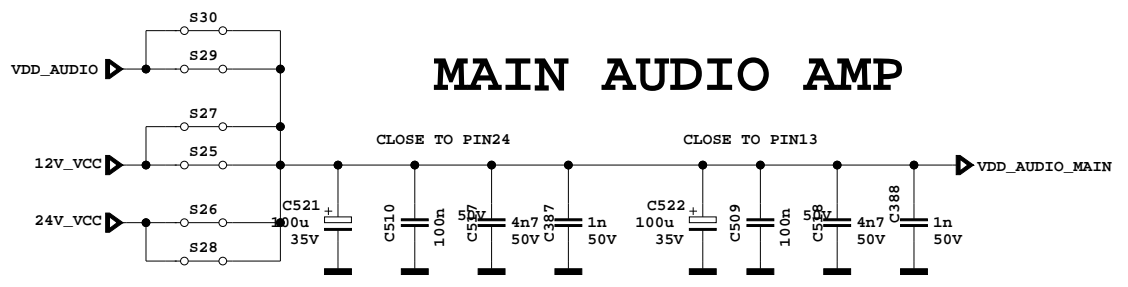 S30
VDD_AUDIO
S29
MAIN AUDIO AMP
S27
CLOSE TO PIN24
CLOSE TO PIN13
12V_VCC
S25
VDD_AUDIO_MAIN
24V_VCC
S26
S28
C521
100u
35V
C510
100n
50V
4n7
50V
C387
1n
50V
C522
100u
35V
C509
100n
50V
4n7
50V
C388
1n
50V